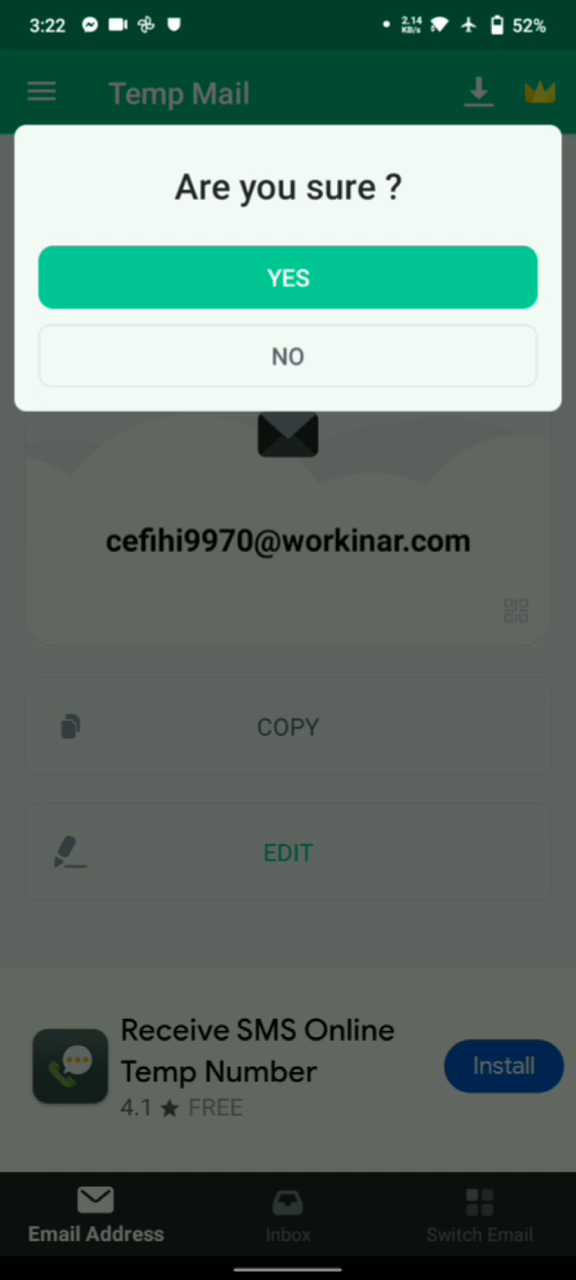 3:22
2.14
KB/s
52%
Temp Mail
Are you sure ?
YES
NO
cefihi9970@workinar.com
COPY
EDIT
Receive SMS Online
Temp Number
4.1 ★ FREE
Install
Email Address
Inbox
Switch Email